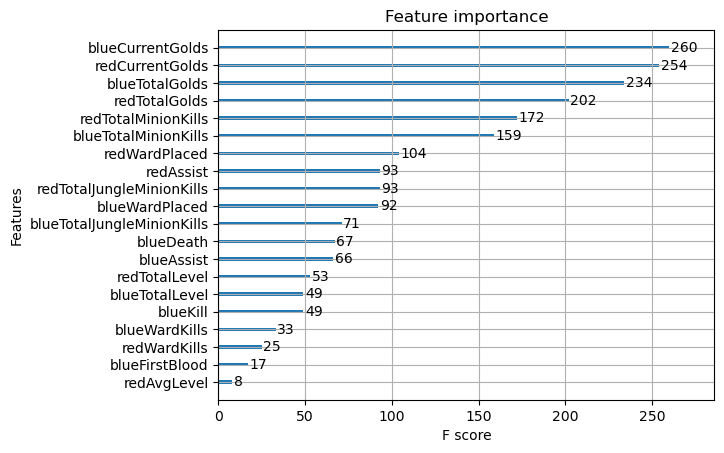 Feature importance
Features
blueCurrentGolds 260
redCurrentGolds 254
blueTotalGolds 234
redTotalGolds 202
redTotalMinionKills 172
blueTotalMinionKills 159
redWardPlaced 104
redAssist 93
redTotalJungleMinionKills 93
blueWardPlaced 92
blueTotalJungleMinionKills 71
blueDeath 67
blueAssist 66
redTotalLevel 53
blueTotalLevel 49
blueKill 49
blueWardKills 33
redWardKills 25
blueFirstBlood 17
redAvgLevel 8
0 50 100 150 200 250
F score